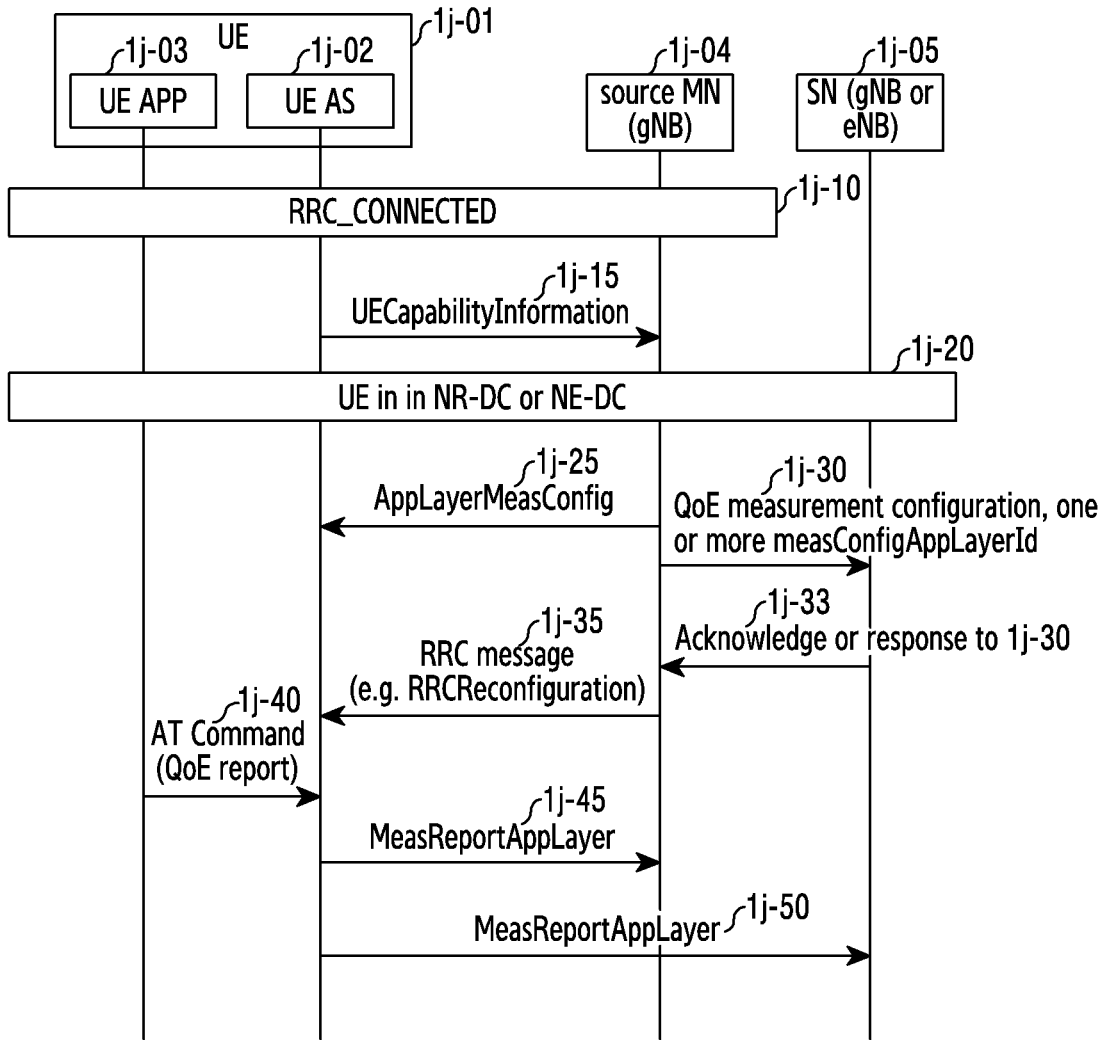 UE
1j-01
1j-03
1j-02
1j-04
1j-05
UE APP
UE AS
source MN
(gNB)
SN (gNB or
eNB)
1j-10
RRC_CONNECTED
1j-15
UECapabilityInformation
1j-20
UE in in NR-DC or NE-DC
1j-25
AppLayerMeasConfig
1j-30
QoE measurement configuration, one
or more measConfigAppLayerId
1j-33
Acknowledge or response to 1j-30
1j-35
RRC message
(e.g. RRCReconfiguration)
1j-40
AT Command
(QoE report)
1j-45
MeasReportAppLayer
1j-50
MeasReportAppLayer